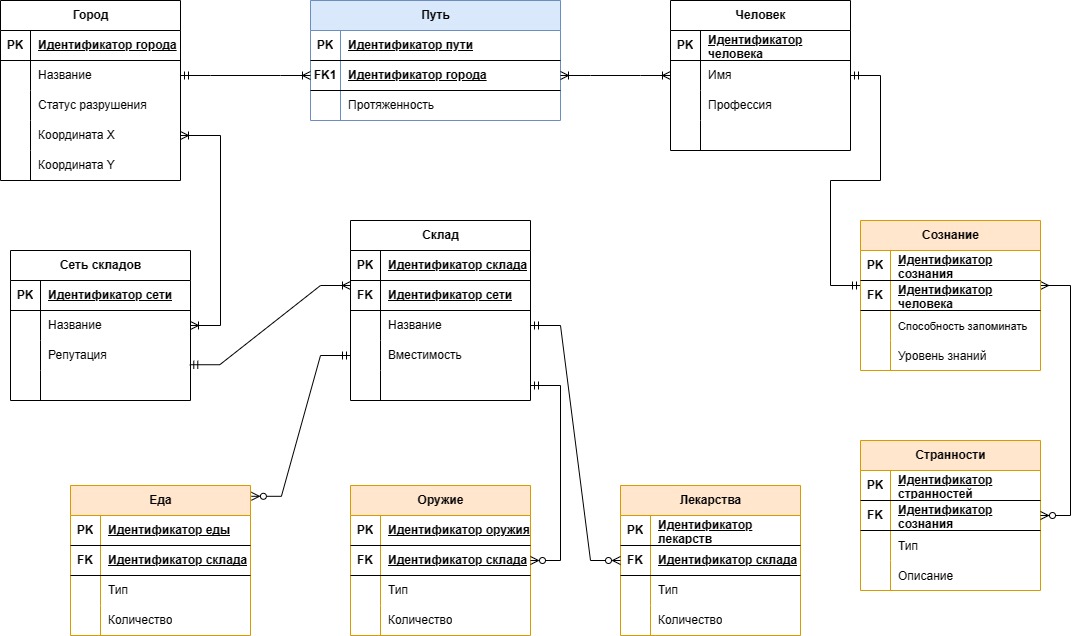 Город
PK Идентификатор города
Название
Статус разрушения
Координата X
Координата Y
Путь
PK Идентификатор пути
FK1 Идентификатор города
Протяженность
Человек
PK Идентификатор
человека
Имя
Профессия
Сеть складов
PK Идентификатор сети
Название
Репутация
Склад
PK Идентификатор склада
FK Идентификатор сети
Название
Вместимость
Сознание
PK Идентификатор
сознания
FK Идентификатор
человека
Способность запоминать
Уровень знаний
Еда
PK Идентификатор еды
FK Идентификатор склада
Тип
Количество
Оружие
PK Идентификатор оружия
FK Идентификатор склада
Тип
Количество
Лекарства
PK Идентификатор
лекарств
FK Идентификатор склада
Тип
Количество
Странности
PK Идентификатор
странностей
FK Идентификатор
сознания
Тип
Описание